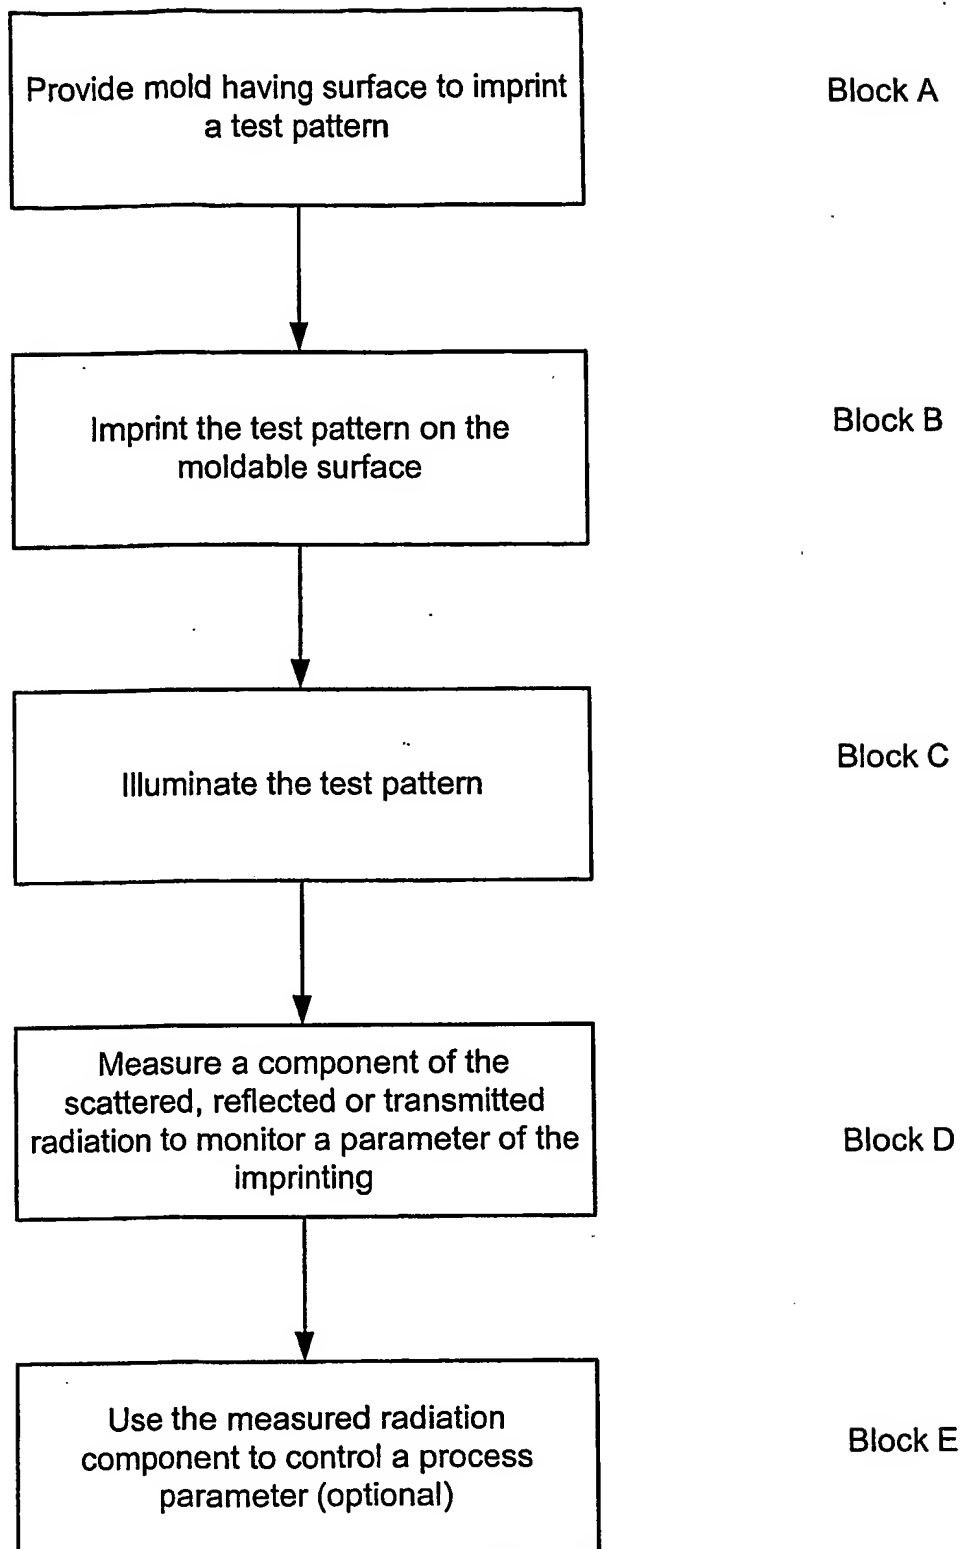 Provide mold having surface to imprint
a test pattern
Block A
Imprint the test pattern on the
moldable surface
Block B
Illuminate the test pattern
Block C
Measure a component of the
scattered, reflected or transmitted
radiation to monitor a parameter of the
imprinting
Block D
Use the measured radiation
component to control a process
parameter (optional)
Block E